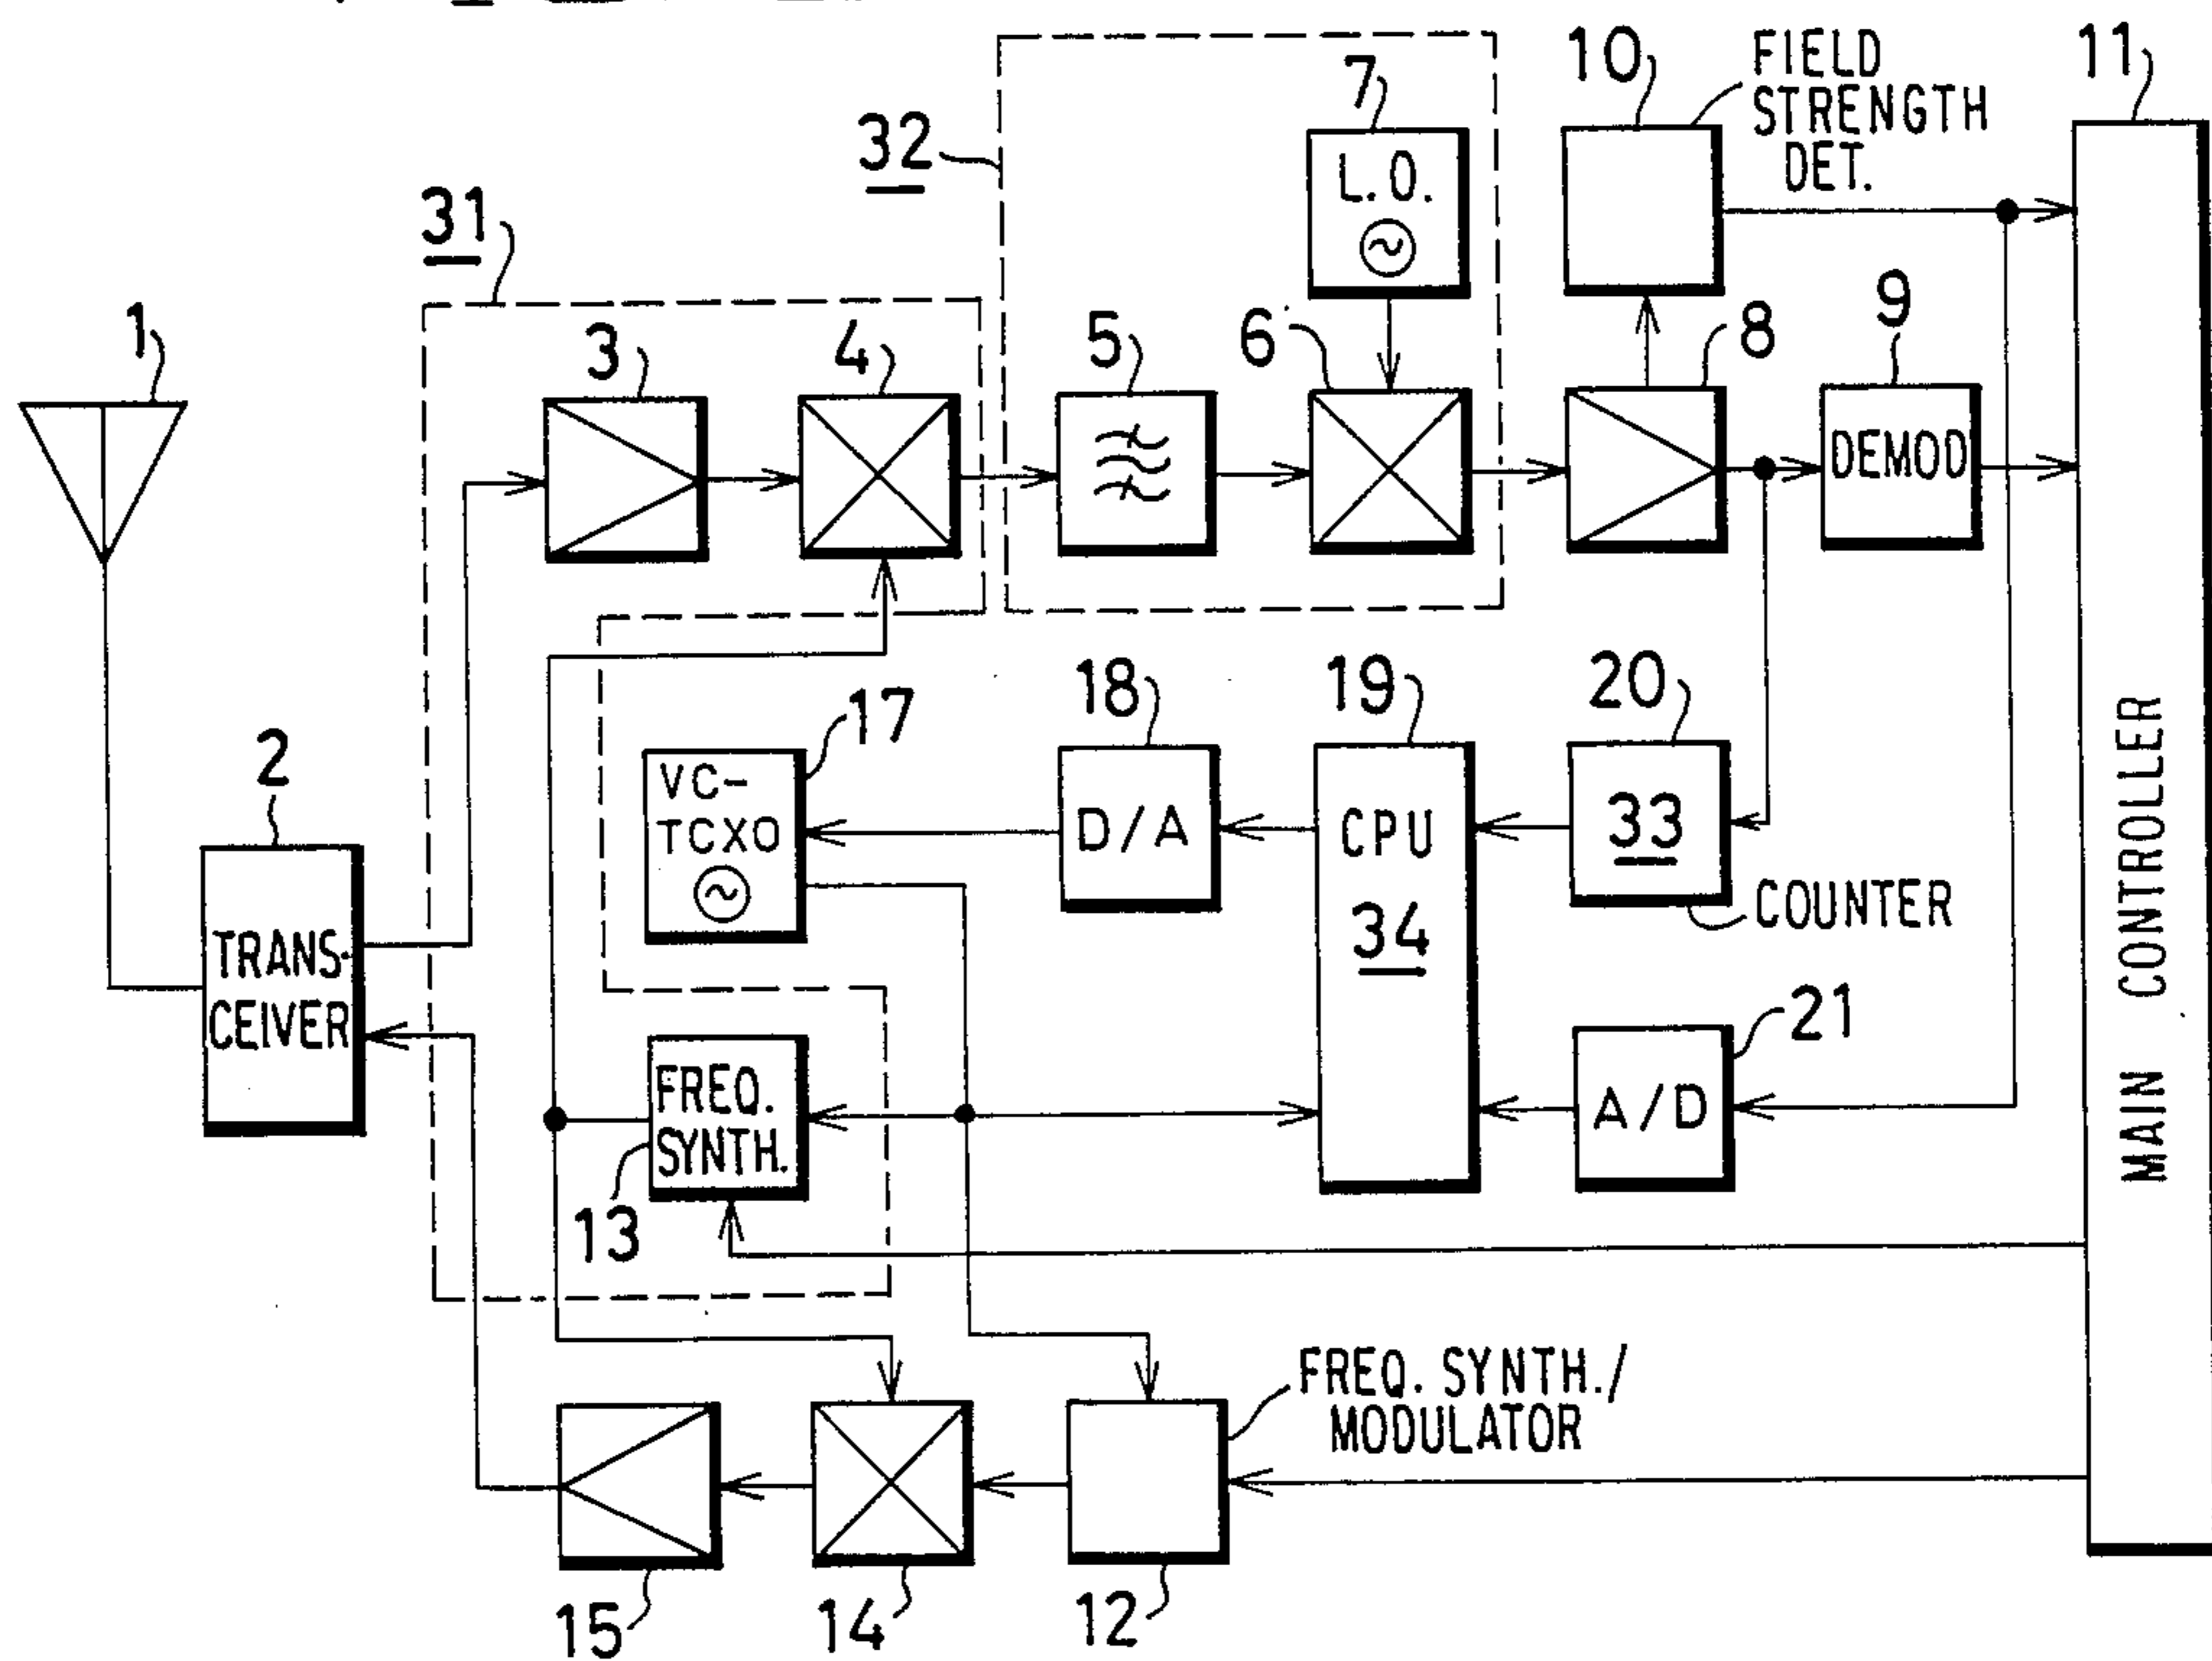 10
FIELD
STRENGTH
DET.
11
7
32
L.O.
31
1
3
4
5
6
8
9
DEMOD
2
TRANS-
CEIVER
17
VC-
TCXO
18
D/A
19
CPU
34
20
33
COUNTER
21
A/D
MAIN CONTROLLER
FREQ.
SYNTH.
13
FREQ. SYNTH./
MODULATOR
15
14
12